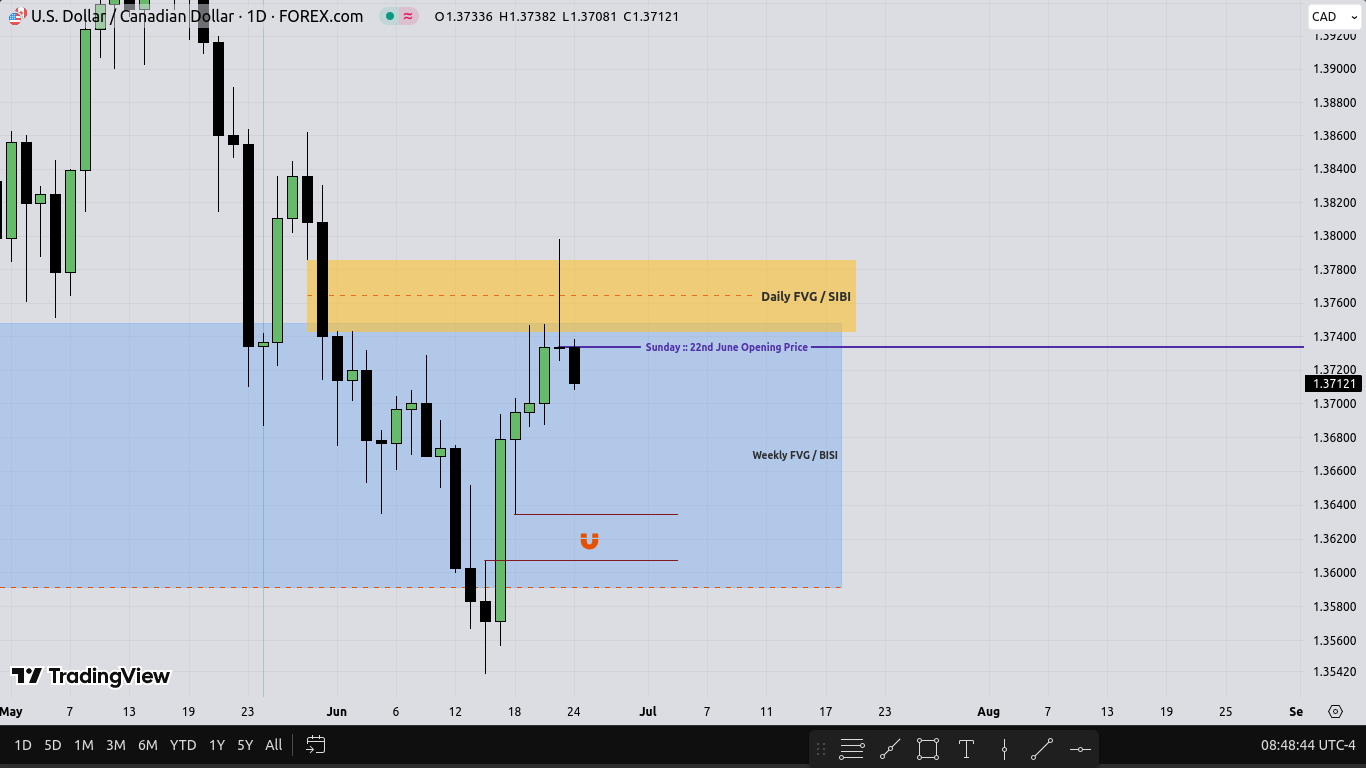 U.S. Dollar / Canadian Dollar · 1D · FOREX.com ≈ O1.37336 H1.37382 L1.37081 C1.37121
CAD
1.39200
1.39000
1.38800
1.38600
1.38400
1.38200
1.38000
1.37800
1.37600
1.37400
1.37200
1.37121
1.37000
1.36800
1.36600
1.36400
1.36200
1.36000
1.35800
1.35600
1.35420
Daily FVG / SIBI
Sunday :: 22nd June Opening Price
Weekly FVG / BISI
TradingView
May 7 13 19 23 Jun 6 12 18 24 Jul 7 11 17 23 Aug 7 13 19 25 Se
1D 5D 1M 3M 6M YTD 1Y 5Y All
08:48:44 UTC-4